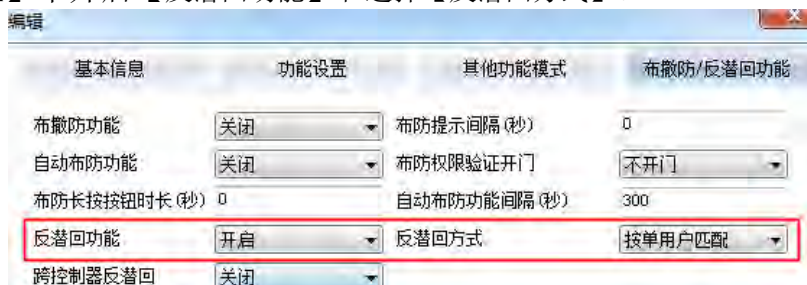 编辑
基本信息 功能设置 其他功能模式 布撤防/反潜回功能
布撤防功能 关闭 布防提示间隔(秒) 0
自动布防功能 关闭 布防权限验证开门 不开门
布防长按按钮时长(秒) 0 自动布防功能间隔(秒) 300
反潜回功能 开启 反潜回方式 按单用户匹配
跨控制器反潜回 关闭